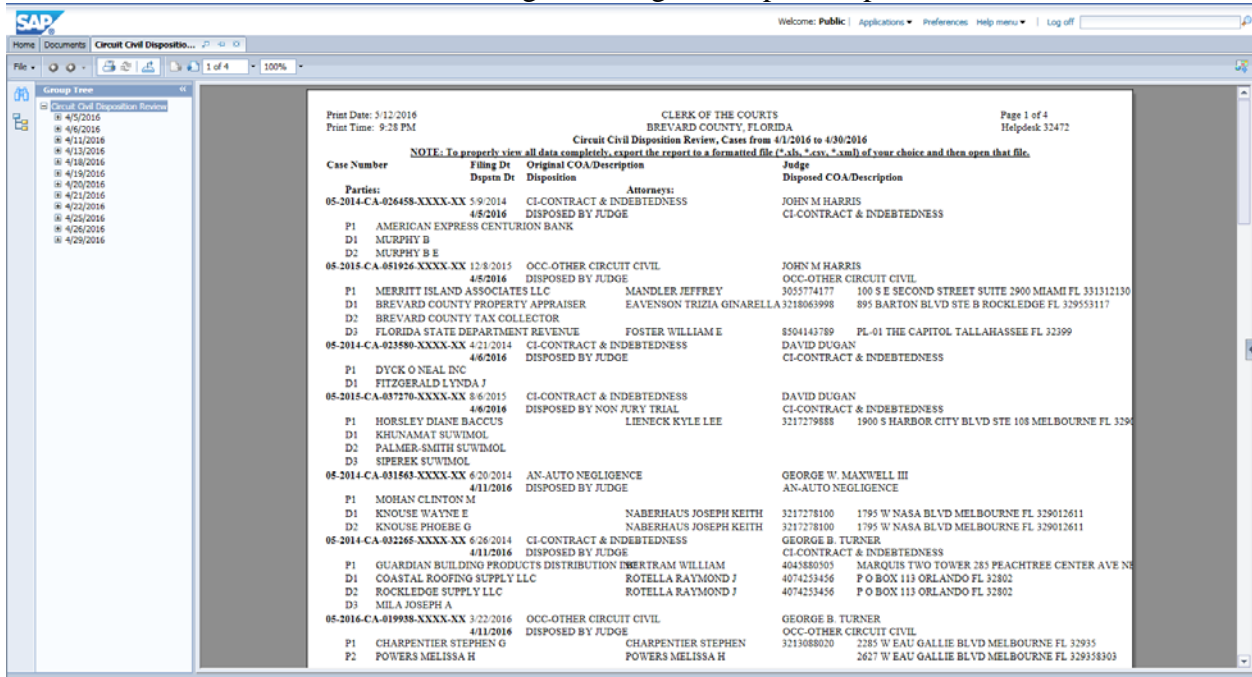 SAP
Welcome: Public | Applications Preferences Help menu | Log off
Home Documents Circuit Civil Dispositio...
File 1 of 4 100%
Group Tree «
Circuit Civil Disposition Review
4/5/2016
4/6/2016
4/11/2016
4/13/2016
4/18/2016
4/19/2016
4/20/2016
4/21/2016
4/22/2016
4/25/2016
4/26/2016
4/29/2016
Print Date: 5/12/2016 CLERK OF THE COURTS Page 1 of 4
Print Time: 9:28 PM BREVARD COUNTY, FLORIDA Helpdesk 32472
Circuit Civil Disposition Review, Cases from 4/1/2016 to 4/30/2016
NOTE: To properly view all data completely, export the report to a formatted file (*.xls, *.csv, *.xml) of your choice and then open that file.
Case Number Filing Dt Original COA/Description Judge
Dspstn Dt Disposition Disposed COA/Description
Parties: Attorneys:
05-2014-CA-026458-XXXX-XX 5/9/2014 CI-CONTRACT & INDEBTEDNESS JOHN M HARRIS
4/5/2016 DISPOSED BY JUDGE CI-CONTRACT & INDEBTEDNESS
P1 AMERICAN EXPRESS CENTURION BANK
D1 MURPHY B
D2 MURPHY B E
05-2015-CA-051926-XXXX-XX 12/8/2015 OCC-OTHER CIRCUIT CIVIL JOHN M HARRIS
4/5/2016 DISPOSED BY JUDGE OCC-OTHER CIRCUIT CIVIL
P1 MERRITT ISLAND ASSOCIATES LLC MANDLER JEFFREY 3055774177 100 S E SECOND STREET SUITE 2900 MIAMI FL 331312130
D1 BREVARD COUNTY PROPERTY APPRAISER EAVENSON TRIZIA GINARELLA 3218063998 895 BARTON BLVD STE B ROCKLEDGE FL 329553117
D2 BREVARD COUNTY TAX COLLECTOR
D3 FLORIDA STATE DEPARTMENT REVENUE FOSTER WILLIAM E 8504143789 PL-01 THE CAPITOL TALLAHASSEE FL 32399
05-2014-CA-023580-XXXX-XX 4/21/2014 CI-CONTRACT & INDEBTEDNESS DAVID DUGAN
4/6/2016 DISPOSED BY JUDGE CI-CONTRACT & INDEBTEDNESS
P1 DYCK O NEAL INC
D1 FITZGERALD LYNDA J
05-2015-CA-037270-XXXX-XX 8/6/2015 CI-CONTRACT & INDEBTEDNESS DAVID DUGAN
4/6/2016 DISPOSED BY NON JURY TRIAL CI-CONTRACT & INDEBTEDNESS
P1 HORSLEY DIANE BACCUS LIENECK KYLE LEE 3217279888 1900 S HARBOR CITY BLVD STE 108 MELBOURNE FL 3290
D1 KHUNAMAT SUWIMOL
D2 PALMER-SMITH SUWIMOL
D3 SIPEREK SUWIMOL
05-2014-CA-031563-XXXX-XX 6/20/2014 AN-AUTO NEGLIGENCE GEORGE W. MAXWELL III
4/11/2016 DISPOSED BY JUDGE AN-AUTO NEGLIGENCE
P1 MOHAN CLINTON M
D1 KNOUSE WAYNE E NABERHAUS JOSEPH KEITH 3217278100 1795 W NASA BLVD MELBOURNE FL 329012611
D2 KNOUSE PHOEBE G NABERHAUS JOSEPH KEITH 3217278100 1795 W NASA BLVD MELBOURNE FL 329012611
05-2014-CA-032265-XXXX-XX 6/26/2014 CI-CONTRACT & INDEBTEDNESS GEORGE B. TURNER
4/11/2016 DISPOSED BY JUDGE CI-CONTRACT & INDEBTEDNESS
P1 GUARDIAN BUILDING PRODUCTS DISTRIBUTION WILLIAM 4045880505 MARQUIS TWO TOWER 285 PEACHTREE CENTER AVE NE
D1 COASTAL ROOFING SUPPLY LLC ROTELLA RAYMOND J 4074253456 P O BOX 113 ORLANDO FL 32802
D2 ROCKLEDGE SUPPLY LLC ROTELLA RAYMOND J 4074253456 P O BOX 113 ORLANDO FL 32802
D3 MILA JOSEPH A
05-2016-CA-019938-XXXX-XX 3/22/2016 OCC-OTHER CIRCUIT CIVIL GEORGE B. TURNER
4/11/2016 DISPOSED BY JUDGE OCC-OTHER CIRCUIT CIVIL
P1 CHARPENTIER STEPHEN G CHARPENTIER STEPHEN 3213088020 2285 W EAU GALLIE BLVD MELBOURNE FL 32935
P2 POWERS MELISSA H POWERS MELISSA H 2627 W EAU GALLIE BLVD MELBOURNE FL 329358303